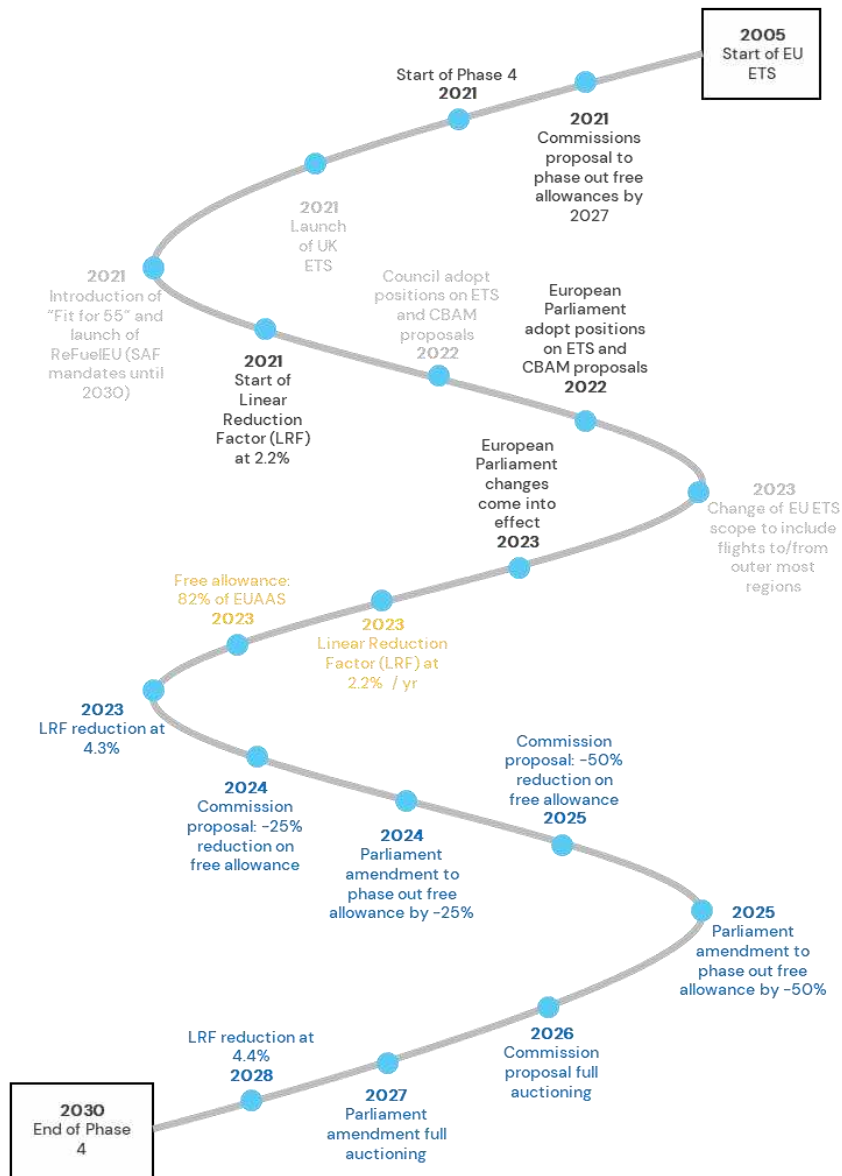 2005
Start of EU
ETS
Start of Phase 4
2021
2021
Commissions
proposal to
phase out free
allowances by
2027
2021
Launch
of UK
ETS
2021
Introduction of
"Fit for 55" and
launch of
ReFuelEU (SAF
mandates until
2030)
2021
Start of
Linear
Reduction
Factor (LRF)
at 2.2%
Council adopt
positions on ETS
and CBAM
proposals
2022
European
Parliament
adopt positions
on ETS and
CBAM proposals
2022
2023
Change of EU ETS
scope to include
flights to/from
outer most
regions
European
Parliament
changes
come into
effect
2023
2023
Linear Reduction
Factor (LRF) at
2.2% / yr
Free allowance:
82% of EUAAS
2023
2023
LRF reduction at
4.3%
2024
Commission
proposal: -25%
reduction on
free allowance
2024
Parliament
amendment to
phase out free
allowance by -25%
Commission
proposal: -50%
reduction on
free allowance
2025
2025
Parliament
amendment to
phase out free
allowance by -50%
2026
Commission
proposal full
auctioning
2027
Parliament
amendment full
auctioning
LRF reduction at
4.4%
2028
2030
End of Phase
4